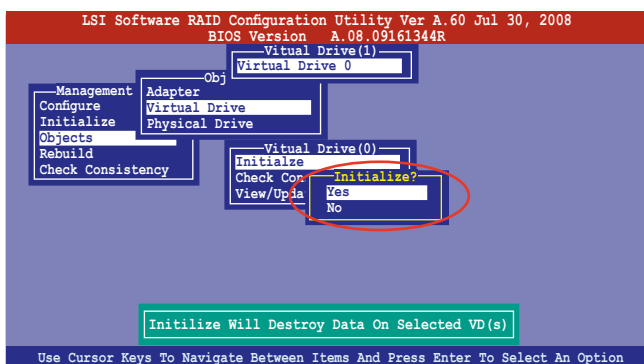 LSI Software RAID Configuration Utility Ver A.60 Jul 30, 2008
BIOS Version A.08.09161344R
Vitual Drive(1)
Virtual Drive 0
Obj
Adapter
Virtual Drive
Physical Drive
Management
Configure
Initialize
Objects
Rebuild
Check Consistency
Vitual Drive(0)
Initialze
Check Con
View/Upda
Initialize?
Yes
No
Initilize Will Destroy Data On Selected VD(s)
Use Cursor Keys To Navigate Between Items And Press Enter To Select An Option